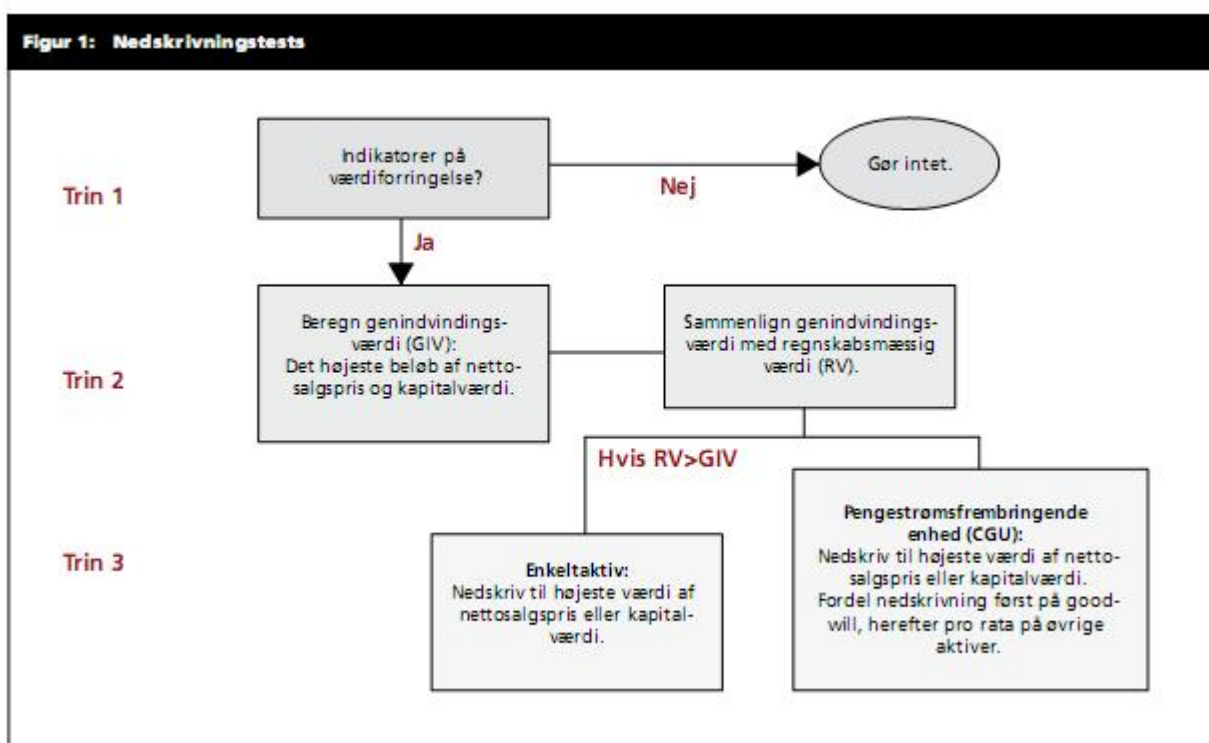 Figur 1: Nedskrivningstests
Trin 1
Indikatorer på
værdiforringelse?
Nej
Gør intet.
Ja
Trin 2
Beregn genindvindings-
værdi (GIV):
Det højeste beløb af netto-
salgspris og kapitalværdi.
Sammenlign genindvindings-
værdi med regnskabsmæssig
værdi (RV).
Hvis RV>GIV
Trin 3
Enkeltaktiv:
Nedskriv til højeste værdi af
nettosalgspris eller kapital-
værdi.
Pengestrømsfrembringende
enhed (CGU):
Nedskriv til højeste værdi af netto-
salgspris eller kapitalværdi.
Fordel nedskrivning først på good-
will, herefter pro rata på øvrige
aktiver.